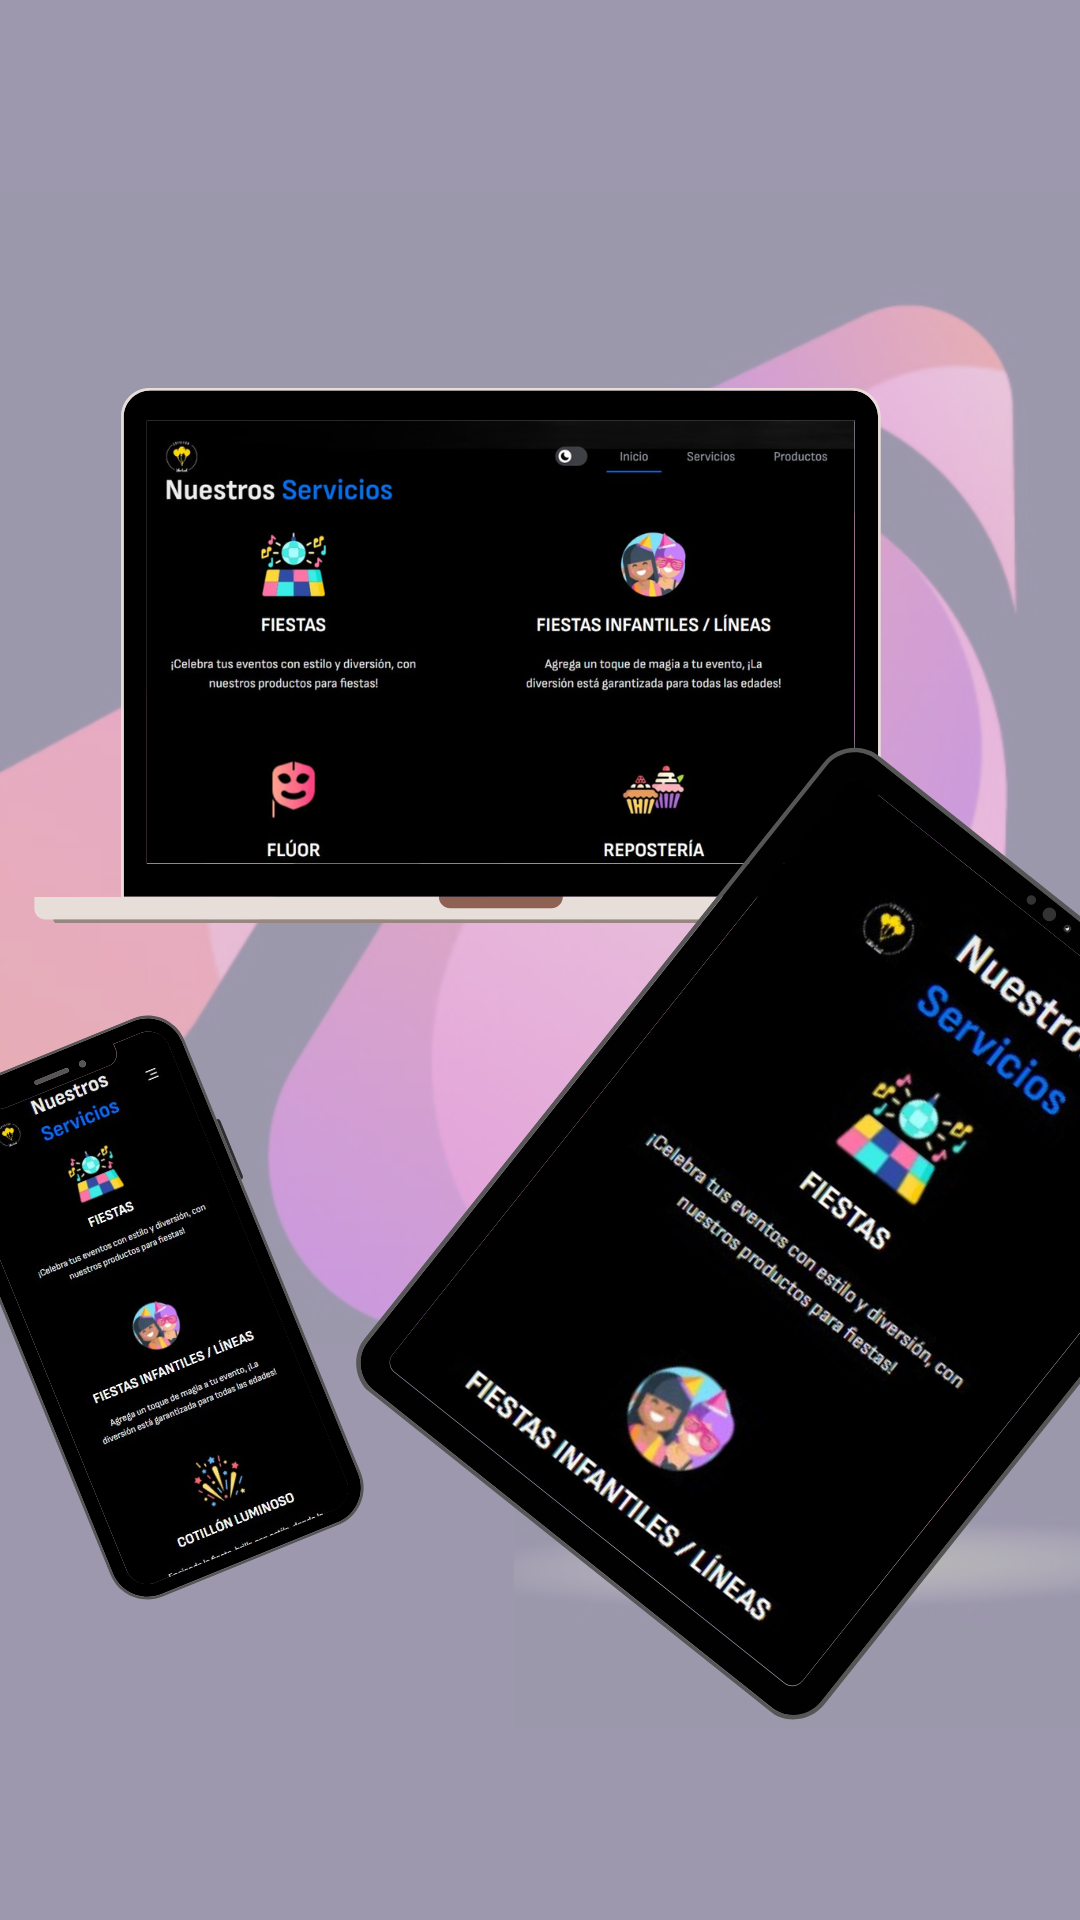 Inicio
Servicios
Productos
Nuestros Servicios
FIESTAS
¡Celebra tus eventos con estilo y diversión, con
nuestros productos para fiestas!
FIESTAS INFANTILES / LÍNEAS
Agrega un toque de magia a tu evento, ¡La
diversión está garantizada para todas las edades!
FLÚOR
REPOSTERÍA
Nuestros
Servicios
FIESTAS
¡Celebra tus eventos con estilo y diversión, con
nuestros productos para fiestas!
FIESTAS INFANTILES / LÍNEAS
Agrega un toque de magia a tu evento, ¡La
diversión está garantizada para todas las edades!
COTILLÓN LUMINOSO
Nuestro
Servicios
FIESTAS
¡Celebra tus eventos con estilo y diversión, con
nuestros productos para fiestas!
FIESTAS INFANTILES / LÍNEAS